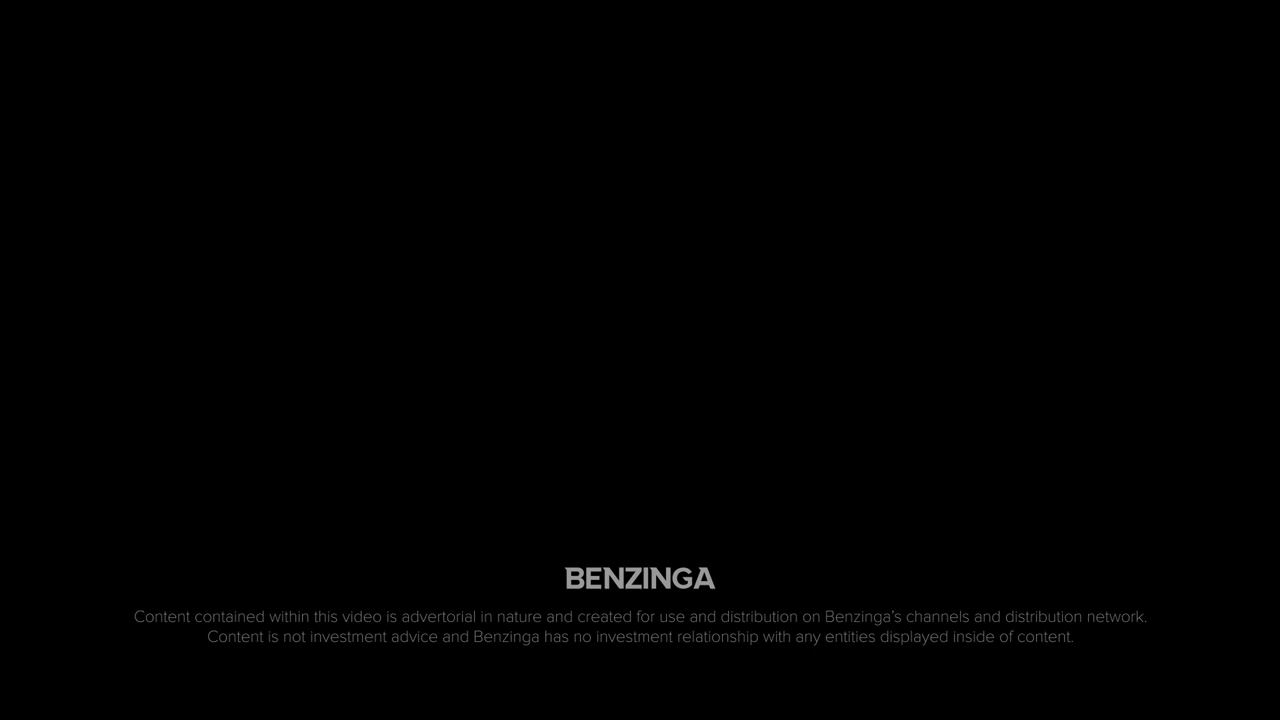 BENZINGA
Content contained within this video is advertorial in nature and created for use and distribution on Benzinga’s channels and distribution network.
Content is not investment advice and Benzinga has no investment relationship with any entities displayed inside of content.